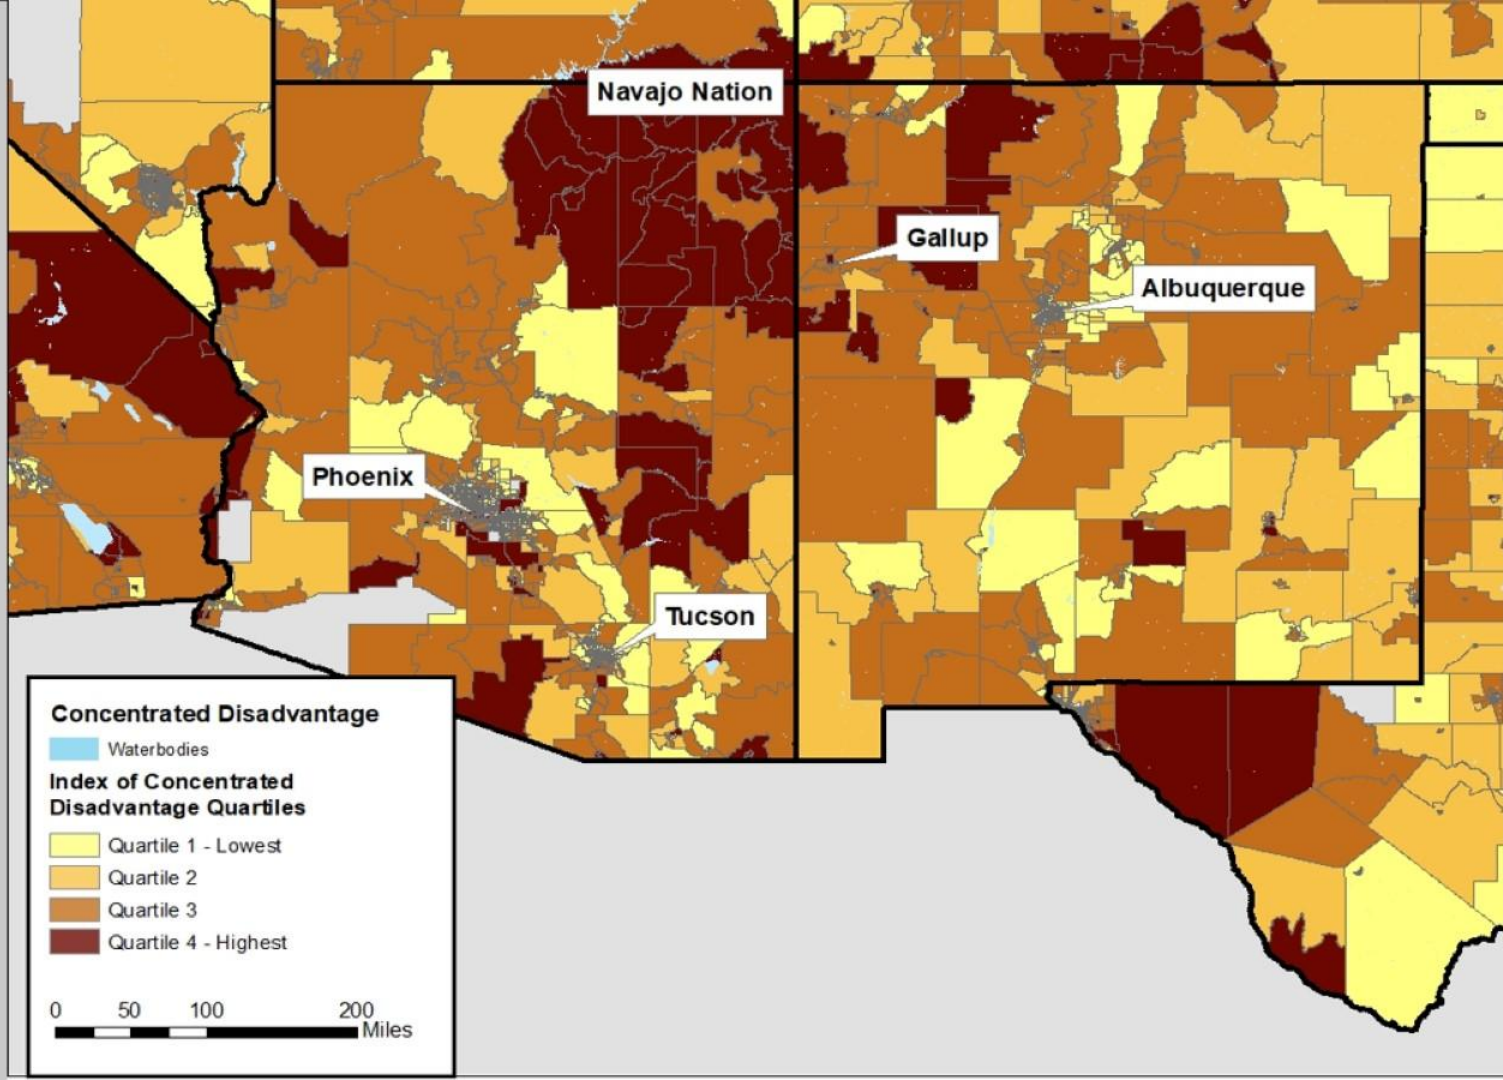 Navajo Nation
Gallup
Albuquerque
Phoenix
Tucson
Concentrated Disadvantage
Waterbodies
Index of Concentrated
Disadvantage Quartiles
Quartile 1 - Lowest
Quartile 2
Quartile 3
Quartile 4 - Highest
0 50 100 200
Miles